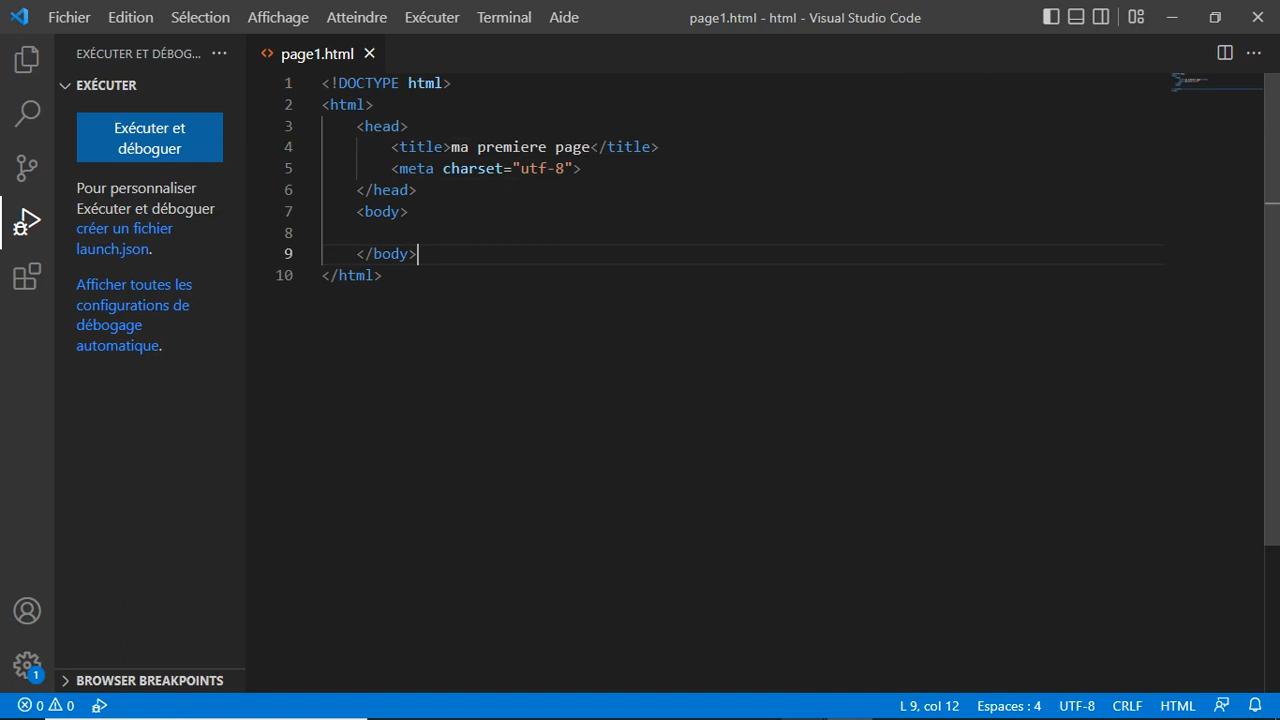 Fichier Edition Sélection Affichage Atteindre Exécuter Terminal Aide page1.html - html - Visual Studio Code
EXÉCUTER ET DÉBOG... ···
<> page1.html
EXÉCUTER
Exécuter et
déboguer
Pour personnaliser
Exécuter et déboguer
créer un fichier
launch.json.
Afficher toutes les
configurations de
débogage
automatique.
BROWSER BREAKPOINTS
1 <!DOCTYPE html>
2 <html>
3 <head>
4 <title>ma premiere page</title>
5 <meta charset="utf-8">
6 </head>
7 <body>
8
9 </body>
10 </html>
1
0 0 L 9, col 12 Espaces : 4 UTF-8 CRLF HTML